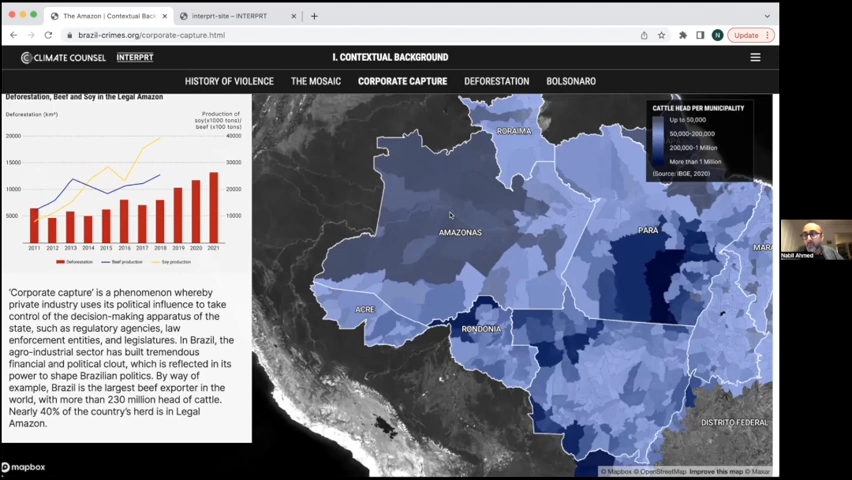 The Amazon | Contextual Back
interprt-site – INTERPRT
brazil-crimes.org/corporate-capture.html
N
Update
CLIMATE COUNSEL
INTERPRT
I. CONTEXTUAL BACKGROUND
HISTORY OF VIOLENCE
THE MOSAIC
CORPORATE CAPTURE
DEFORESTATION
BOLSONARO
Deforestation, Beef and Soy in the Legal Amazon
Deforestation (km²)
Production of
soy(x1000 tons)/
beef (x100 tons)
20000
15000
10000
5000
40000
30000
20000
10000
2011 2012 2013 2014 2015 2016 2017 2018 2019 2020 2021
Deforestation
Beef production
Soy production
'Corporate capture' is a phenomenon whereby
private industry uses its political influence to take
control of the decision-making apparatus of the
state, such as regulatory agencies, law
enforcement entities, and legislatures. In Brazil, the
agro-industrial sector has built tremendous
financial and political clout, which is reflected in its
power to shape Brazilian politics. By way of
example, Brazil is the largest beef exporter in the
world, with more than 230 million head of cattle.
Nearly 40% of the country's herd is in Legal
Amazon.
mapbox
RORAIMA
AMAZONAS
PARÁ
MARA
ACRE
RONDÔNIA
DISTRITO FEDERAL
CATTLE HEAD PER MUNICIPALITY
Up to 50,000
50,000-200,000
200,000-1 Million
More than 1 Million
(Source: IBGE, 2020)
© Mapbox © OpenStreetMap Improve this map © Maxar
Nabil Ahmed